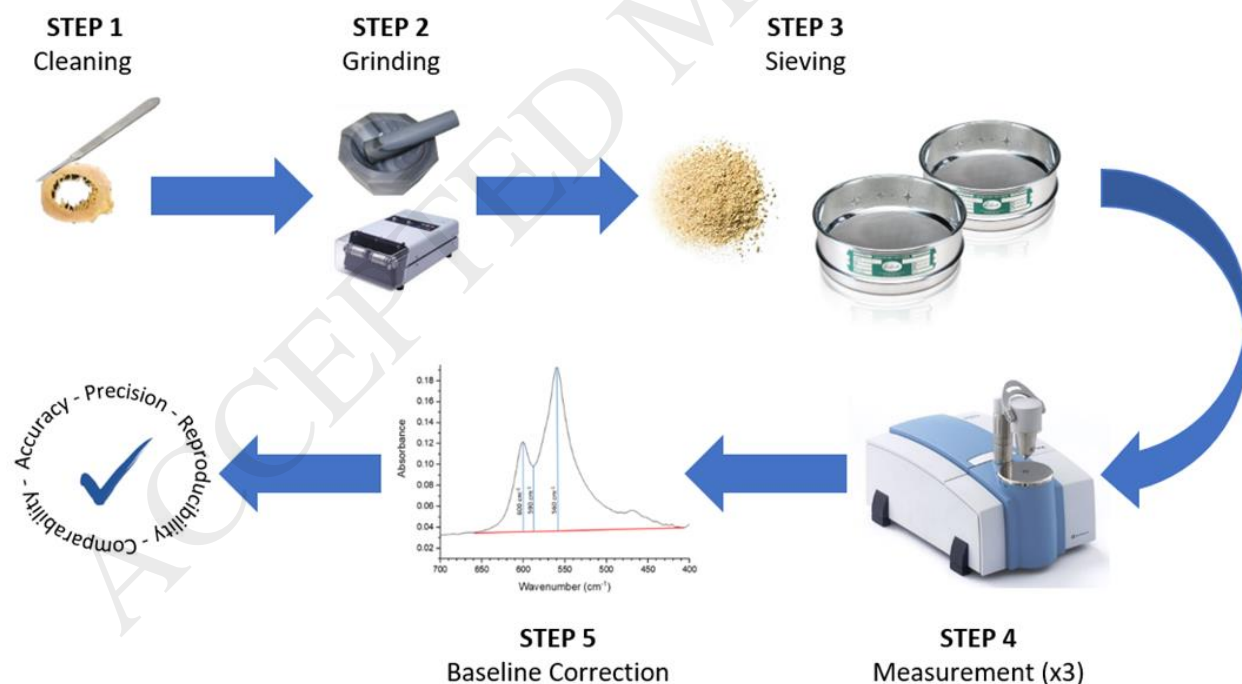 STEP 1
Cleaning
STEP 2
Grinding
STEP 3
Sieving
Accuracy - Precision - Reproducibility - Comparability -
0.18
0.16
0.14
0.12
0.10
0.08
0.06
0.04
0.02
Absorbance
600 cm⁻¹
590 cm⁻¹
560 cm⁻¹
700
650
600
550
500
450
400
Wavenumber (cm⁻¹)
STEP 5
Baseline Correction
STEP 4
Measurement (x3)
ACCEPTED M